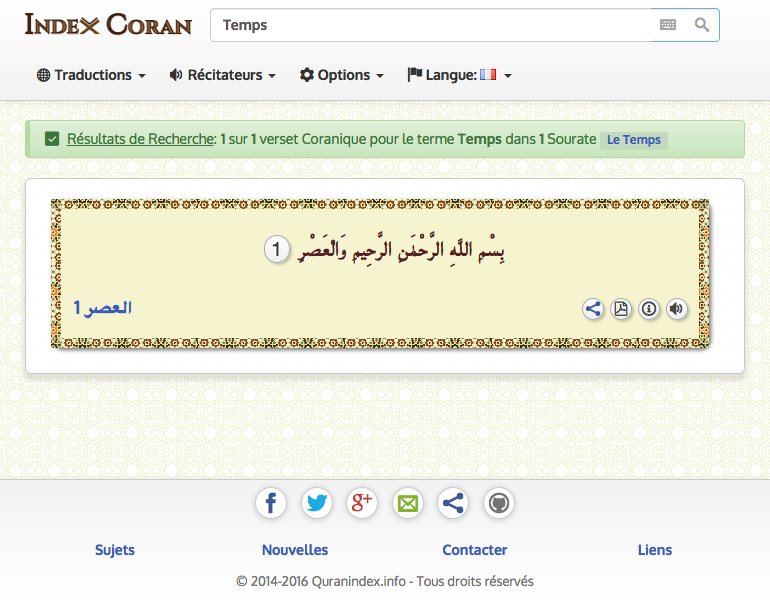 Index Coran
Temps
Traductions Récitateurs Options Langue:
Résultats de Recherche: 1 sur 1 verset Coranique pour le terme Temps dans 1 Sourate Le Temps
بِسْمِ اللَّهِ الرَّحْمَٰنِ الرَّحِيمِ وَالْعَصْرِ 1
العصر 1
Sujets Nouvelles Contacter Liens
© 2014-2016 Quranindex.info - Tous droits réservés